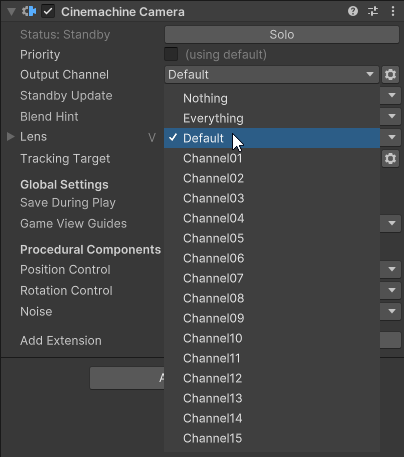 Cinemachine Camera
Status: Standby Solo
Priority (using default)
Output Channel Default
Standby Update
Blend Hint
Lens V
Tracking Target
Global Settings
Save During Play
Game View Guides
Procedural Components
Position Control
Rotation Control
Noise
Add Extension
A
Nothing
Everything
✓ Default
Channel01
Channel02
Channel03
Channel04
Channel05
Channel06
Channel07
Channel08
Channel09
Channel10
Channel11
Channel12
Channel13
Channel14
Channel15